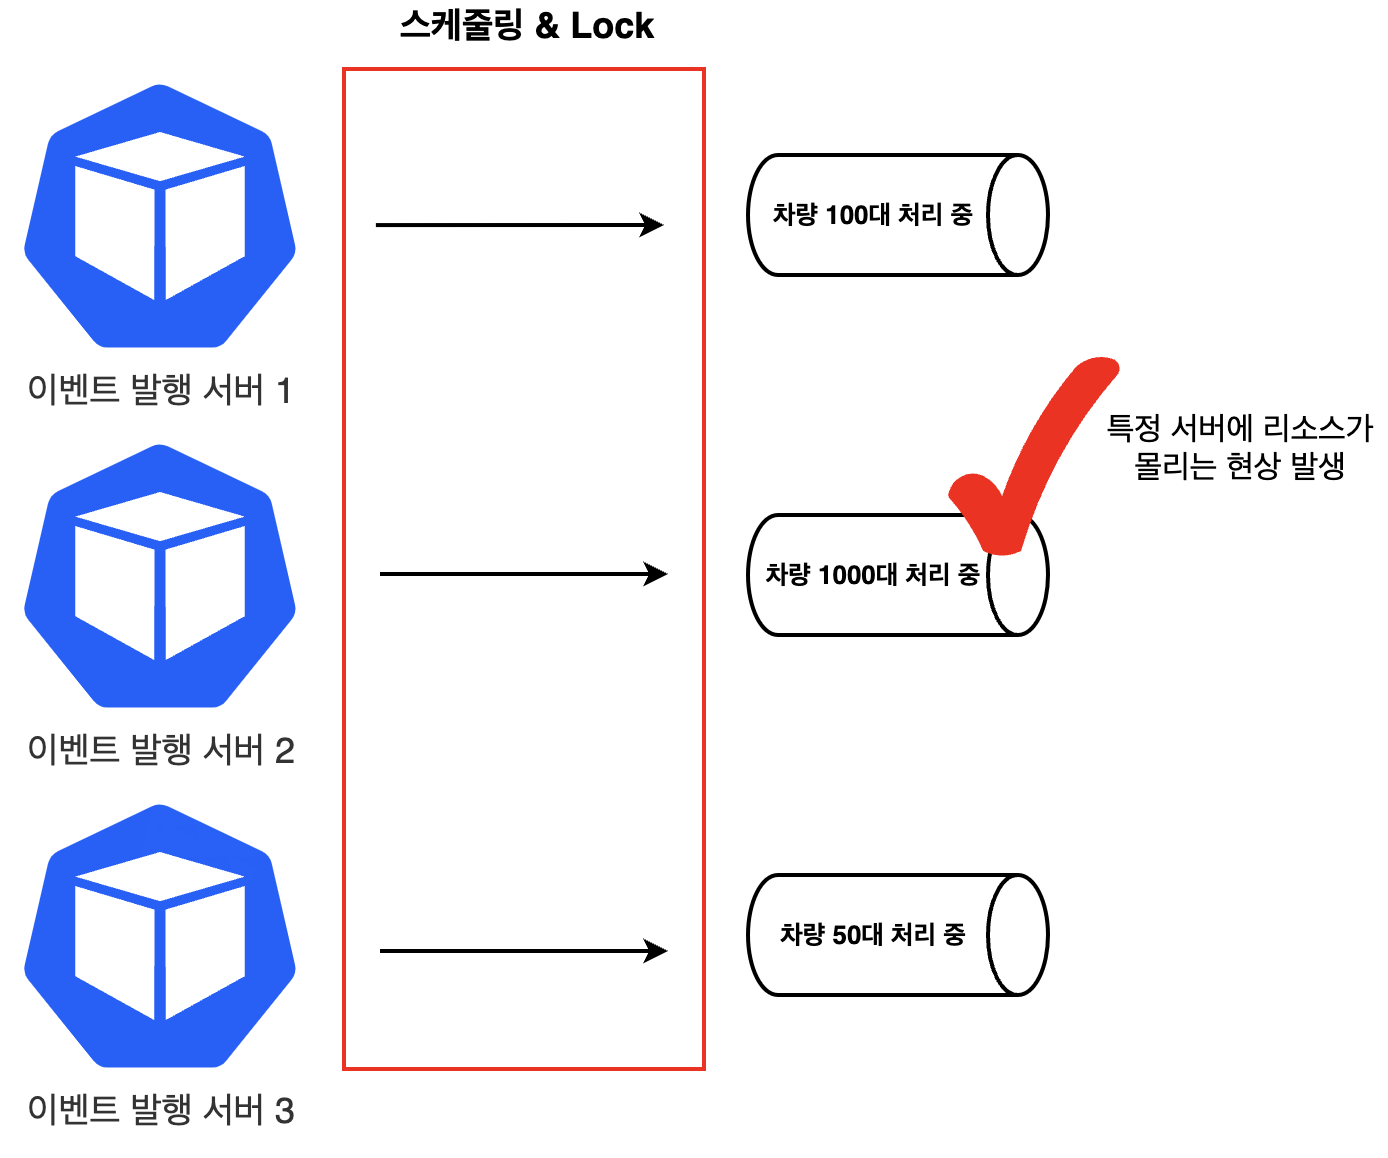 스케줄링 & Lock
차량 100대 처리 중
이벤트 발행 서버 1
특정 서버에 리소스가
몰리는 현상 발생
차량 1000대 처리 중
이벤트 발행 서버 2
차량 50대 처리 중
이벤트 발행 서버 3